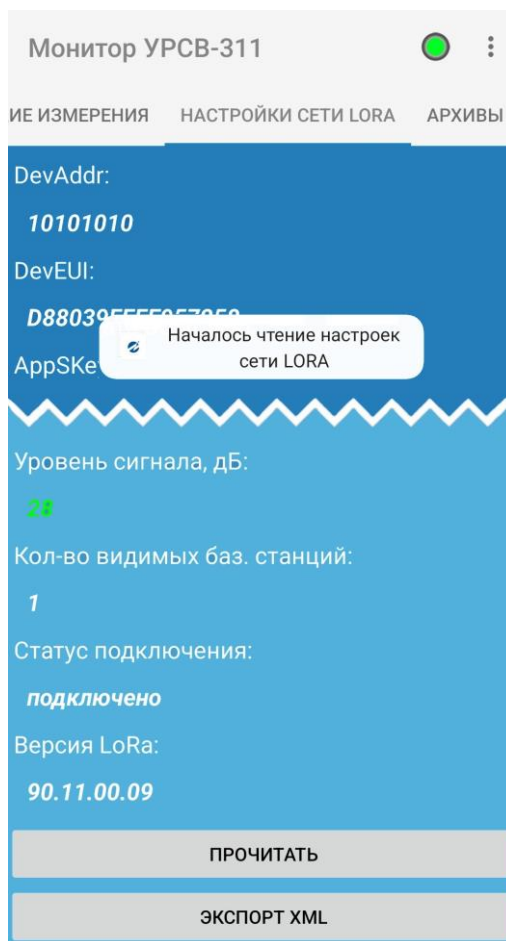 Монитор УРСВ-311
ИЕ ИЗМЕРЕНИЯ НАСТРОЙКИ СЕТИ LORA АРХИВЫ
DevAddr:
10101010
DevEUI:
Началось чтение настроек
сети LORA
Уровень сигнала, дБ:
Кол-во видимых баз. станций:
1
Статус подключения:
подключено
Версия LoRa:
90.11.00.09
ПРОЧИТАТЬ
ЭКСПОРТ XML